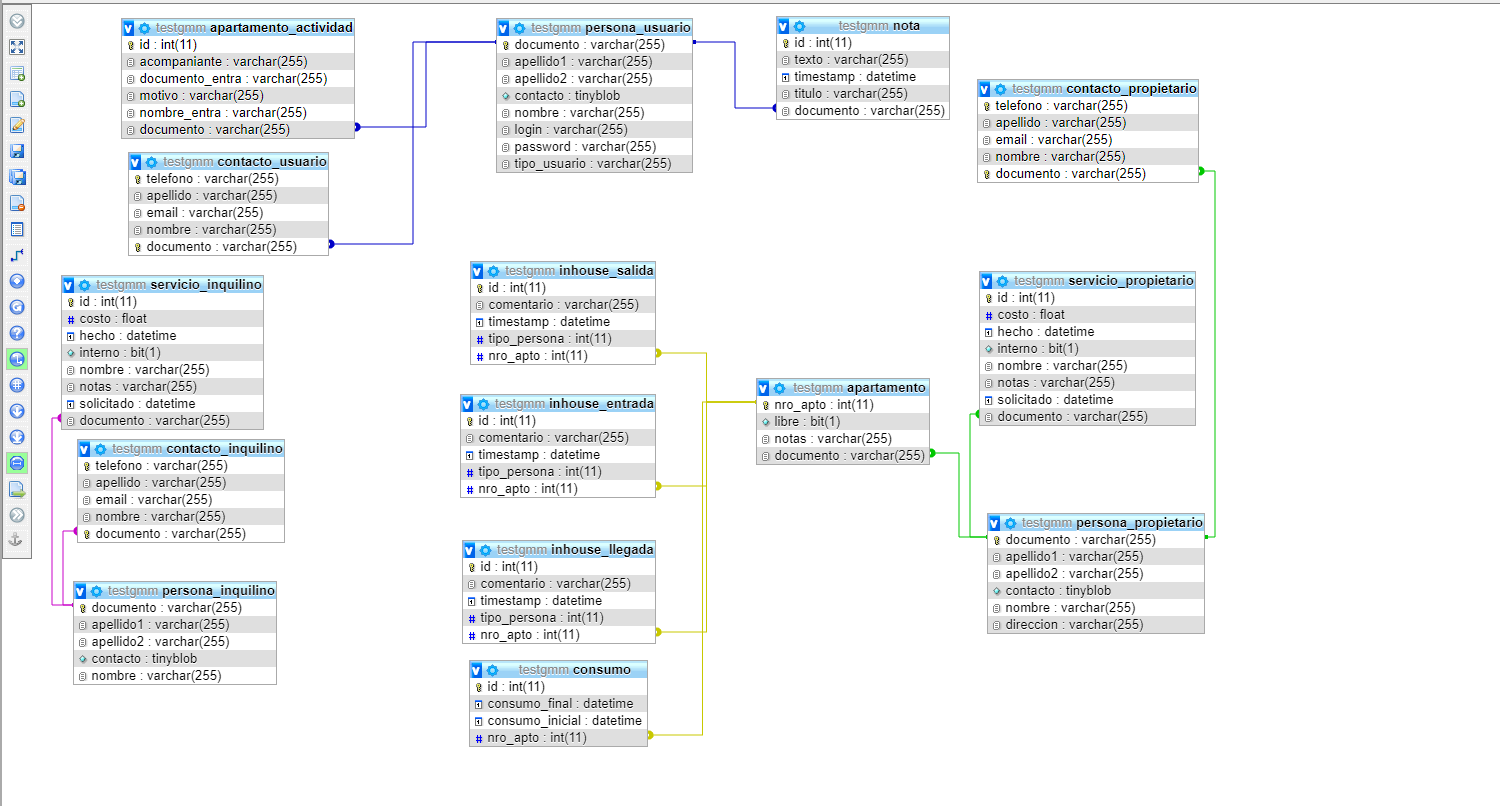 testgmm apartamento_actividad
id : int(11)
acompaniante : varchar(255)
documento_entra : varchar(255)
motivo : varchar(255)
nombre_entra : varchar(255)
documento : varchar(255)
testgmm persona_usuario
documento : varchar(255)
apellido1 : varchar(255)
apellido2 : varchar(255)
contacto : tinyblob
nombre : varchar(255)
login : varchar(255)
password : varchar(255)
tipo_usuario : varchar(255)
testgmm nota
id : int(11)
texto : varchar(255)
timestamp : datetime
titulo : varchar(255)
documento : varchar(255)
testgmm contacto_propietario
telefono : varchar(255)
apellido : varchar(255)
email : varchar(255)
nombre : varchar(255)
documento : varchar(255)
testgmm contacto_usuario
telefono : varchar(255)
apellido : varchar(255)
email : varchar(255)
nombre : varchar(255)
documento : varchar(255)
testgmm servicio_inquilino
id : int(11)
costo : float
hecho : datetime
interno : bit(1)
nombre : varchar(255)
notas : varchar(255)
solicitado : datetime
documento : varchar(255)
testgmm inhouse_salida
id : int(11)
comentario : varchar(255)
timestamp : datetime
tipo_persona : int(11)
nro_apto : int(11)
testgmm servicio_propietario
id : int(11)
costo : float
hecho : datetime
interno : bit(1)
nombre : varchar(255)
notas : varchar(255)
solicitado : datetime
documento : varchar(255)
testgmm inhouse_entrada
id : int(11)
comentario : varchar(255)
timestamp : datetime
tipo_persona : int(11)
nro_apto : int(11)
testgmm apartamento
nro_apto : int(11)
libre : bit(1)
notas : varchar(255)
documento : varchar(255)
testgmm contacto_inquilino
telefono : varchar(255)
apellido : varchar(255)
email : varchar(255)
nombre : varchar(255)
documento : varchar(255)
testgmm inhouse_llegada
id : int(11)
comentario : varchar(255)
timestamp : datetime
tipo_persona : int(11)
nro_apto : int(11)
testgmm persona_propietario
documento : varchar(255)
apellido1 : varchar(255)
apellido2 : varchar(255)
contacto : tinyblob
nombre : varchar(255)
direccion : varchar(255)
testgmm persona_inquilino
documento : varchar(255)
apellido1 : varchar(255)
apellido2 : varchar(255)
contacto : tinyblob
nombre : varchar(255)
testgmm consumo
id : int(11)
consumo_final : datetime
consumo_inicial : datetime
nro_apto : int(11)